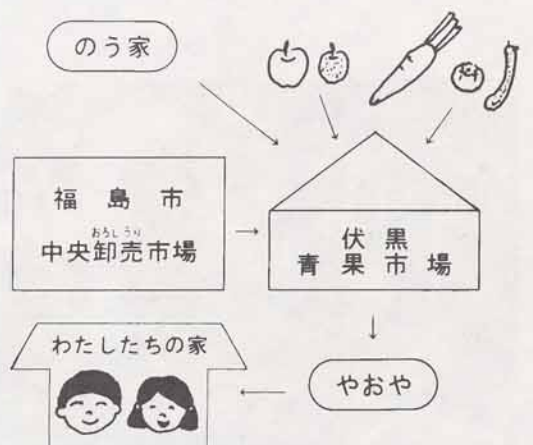 のう家
福島市
おろしうり
中央卸売市場
伏黒
青果市場
わたしたちの家
やおや